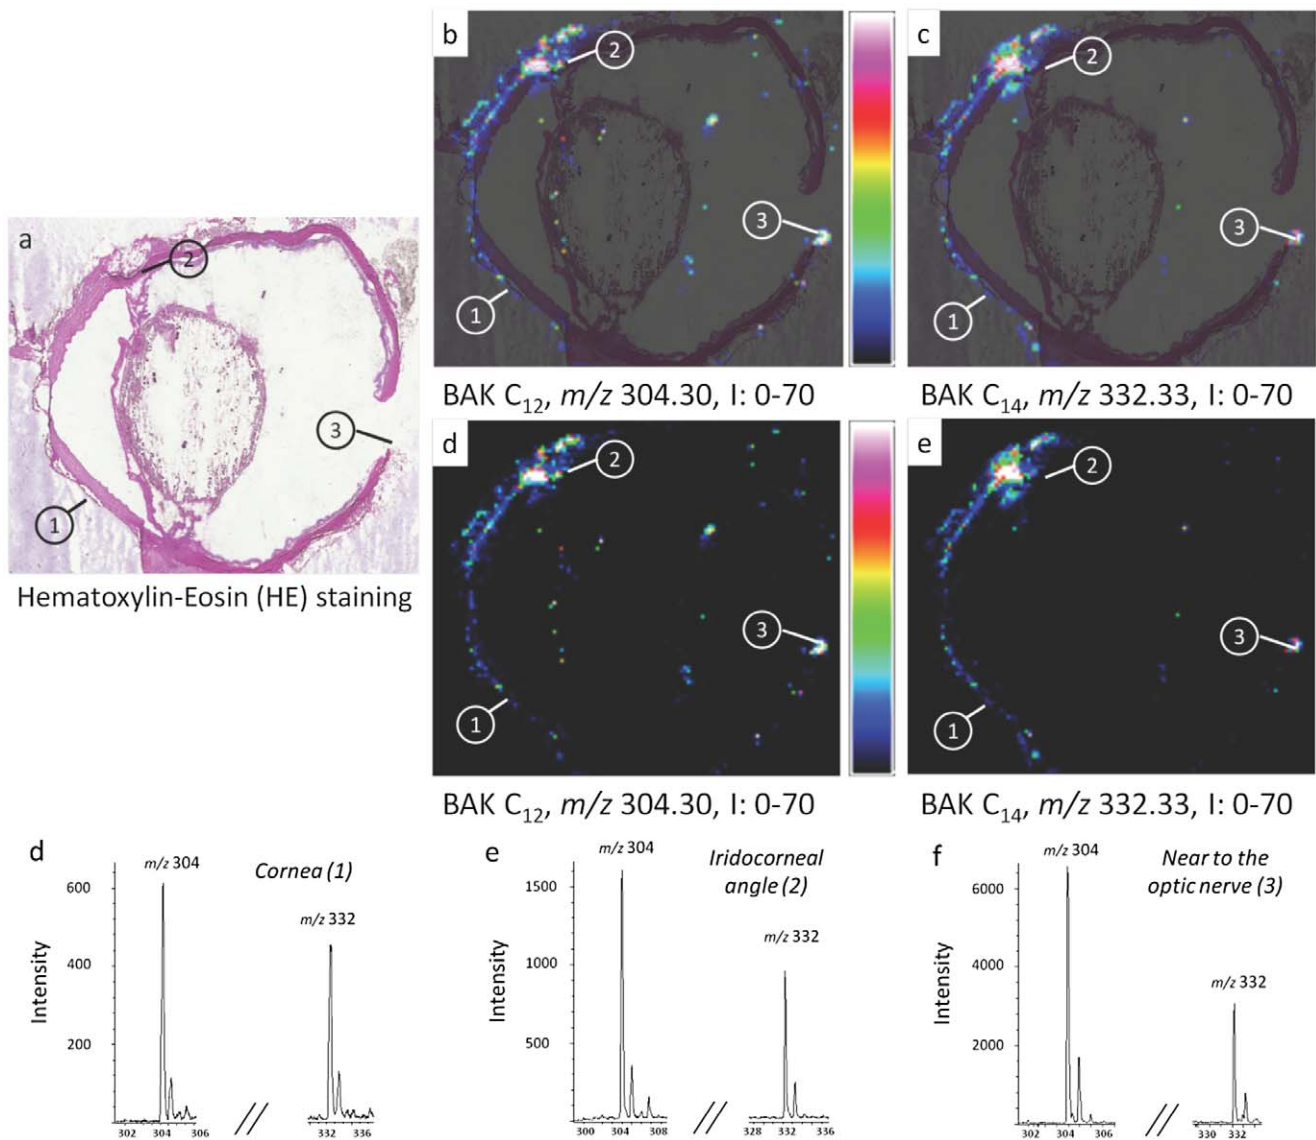 b
2
3
1
BAK C12, m/z 304.30, I: 0-70
c
2
3
1
BAK C14, m/z 332.33, I: 0-70
a
2
3
1
Hematoxylin-Eosin (HE) staining
d
2
3
1
BAK C12, m/z 304.30, I: 0-70
e
2
3
1
BAK C14, m/z 332.33, I: 0-70
d
m/z 304
Cornea (1)
m/z 332
600
400
200
Intensity
302 304 306
//
332 336
e
m/z 304
Iridocorneal
angle (2)
m/z 332
1500
1000
500
Intensity
300 304 308
//
328 332 336
f
m/z 304
Near to the
optic nerve (3)
m/z 332
6000
4000
2000
Intensity
302 304 306
//
330 332